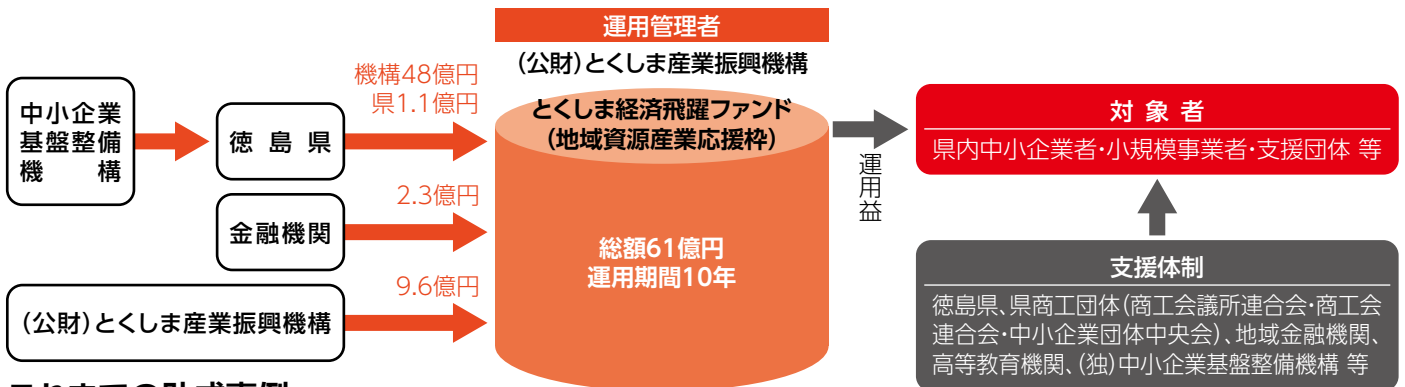 運用管理者
(公財)とくしま産業振興機構
機構48億円
県1.1億円
中小企業
基盤整備
機構
徳島県
とくしま経済飛躍ファンド
(地域資源産業応援枠)
2.3億円
金融機関
総額61億円
運用期間10年
9.6億円
(公財)とくしま産業振興機構
運用益
対象者
県内中小企業者・小規模事業者・支援団体 等
支援体制
徳島県、県商工団体(商工会議所連合会・商工会
連合会・中小企業団体中央会)、地域金融機関、
高等教育機関、(独)中小企業基盤整備機構 等